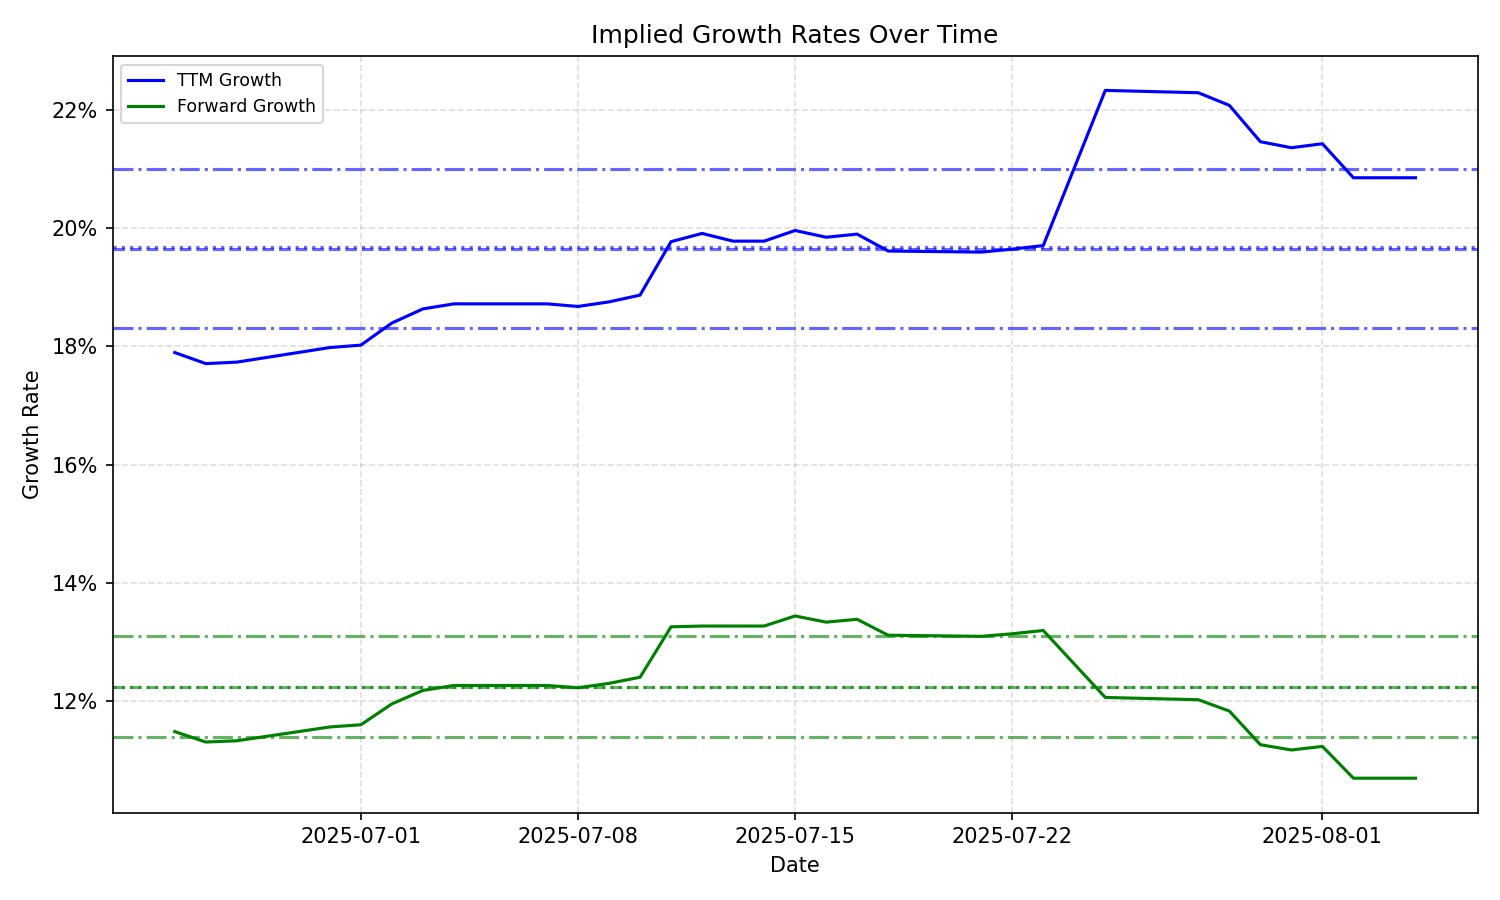 Implied Growth Rates Over Time
TTM Growth
Forward Growth
22%
20%
18%
16%
14%
12%
Growth Rate
2025-07-01
2025-07-08
2025-07-15
2025-07-22
2025-08-01
Date